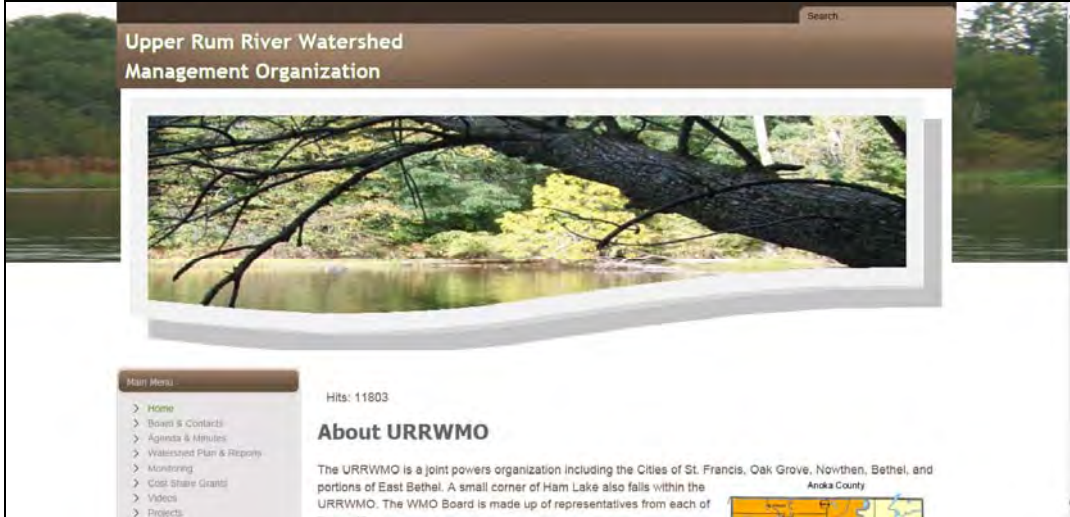 Search...
Upper Rum River Watershed
Management Organization
Main Menu
Home
Board & Contacts
Agenda & Minutes
Watershed Plan & Reports
Monitoring
Cost Share Grants
Videos
Projects
Hits: 11803
About URRWMO
The URRWMO is a joint powers organization including the Cities of St. Francis, Oak Grove, Nowthen, Bethel, and
portions of East Bethel. A small corner of Ham Lake also falls within the
URRWMO. The WMO Board is made up of representatives from each of
Anoka County